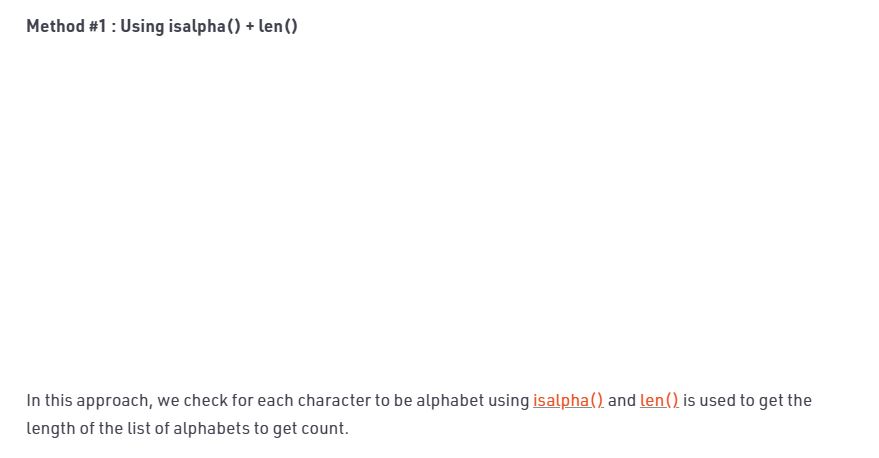 Method #1 : Using isalpha() + len()
In this approach, we check for each character to be alphabet using isalpha() and len() is used to get the
length of the list of alphabets to get count.